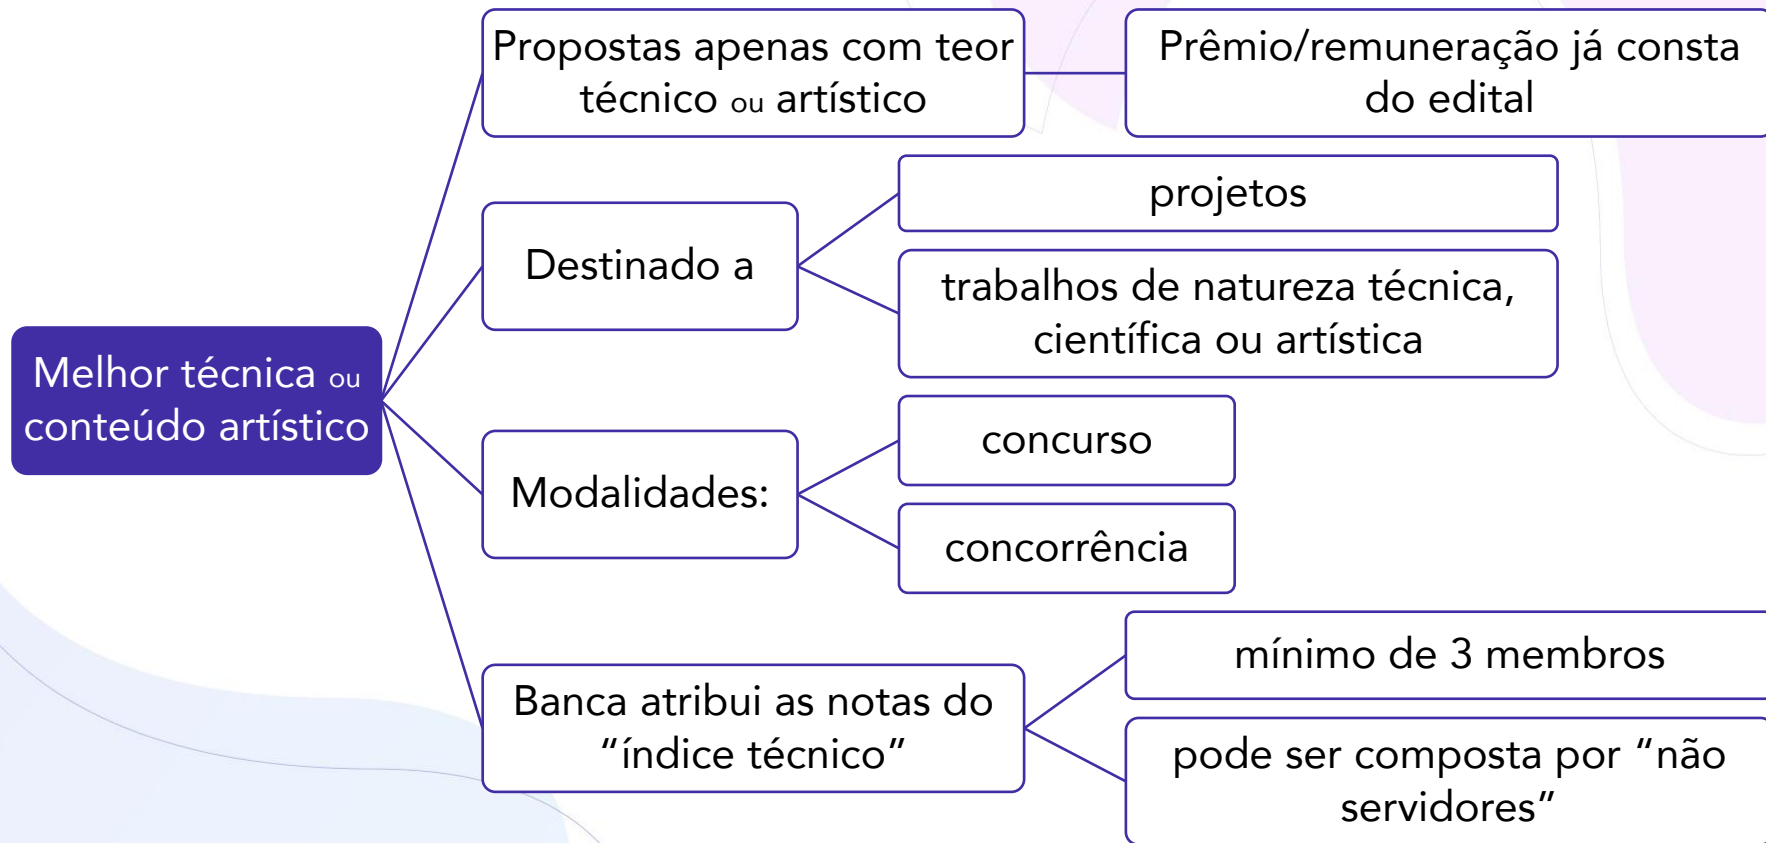 Melhor técnica ou
conteúdo artístico
Propostas apenas com teor
técnico ou artístico
Prêmio/remuneração já consta
do edital
Destinado a
projetos
trabalhos de natureza técnica,
científica ou artística
Modalidades:
concurso
concorrência
Banca atribui as notas do
“índice técnico”
mínimo de 3 membros
pode ser composta por “não
servidores”